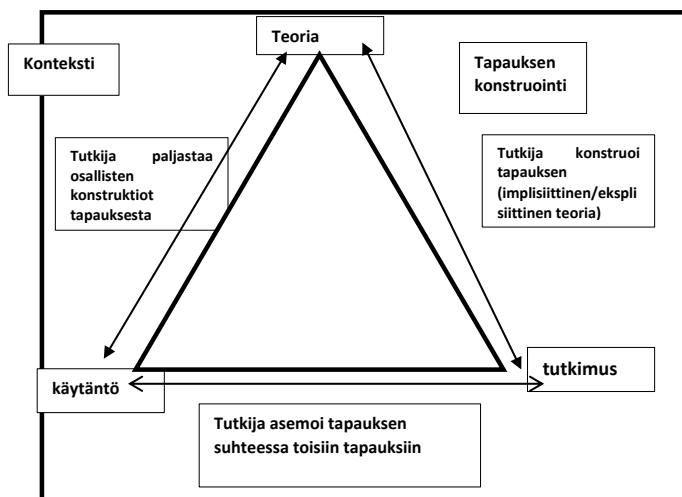 Teoria
Konteksti
Tapauksen
konstruointi
Tutkija paljastaa
osallisten
konstruktiot
tapauksesta
Tutkija konstruoi
tapauksen
(implisiittinen/ekspli
siittinen teoria)
käytäntö
tutkimus
Tutkija asemoi tapauksen
suhteessa toisiin tapauksiin